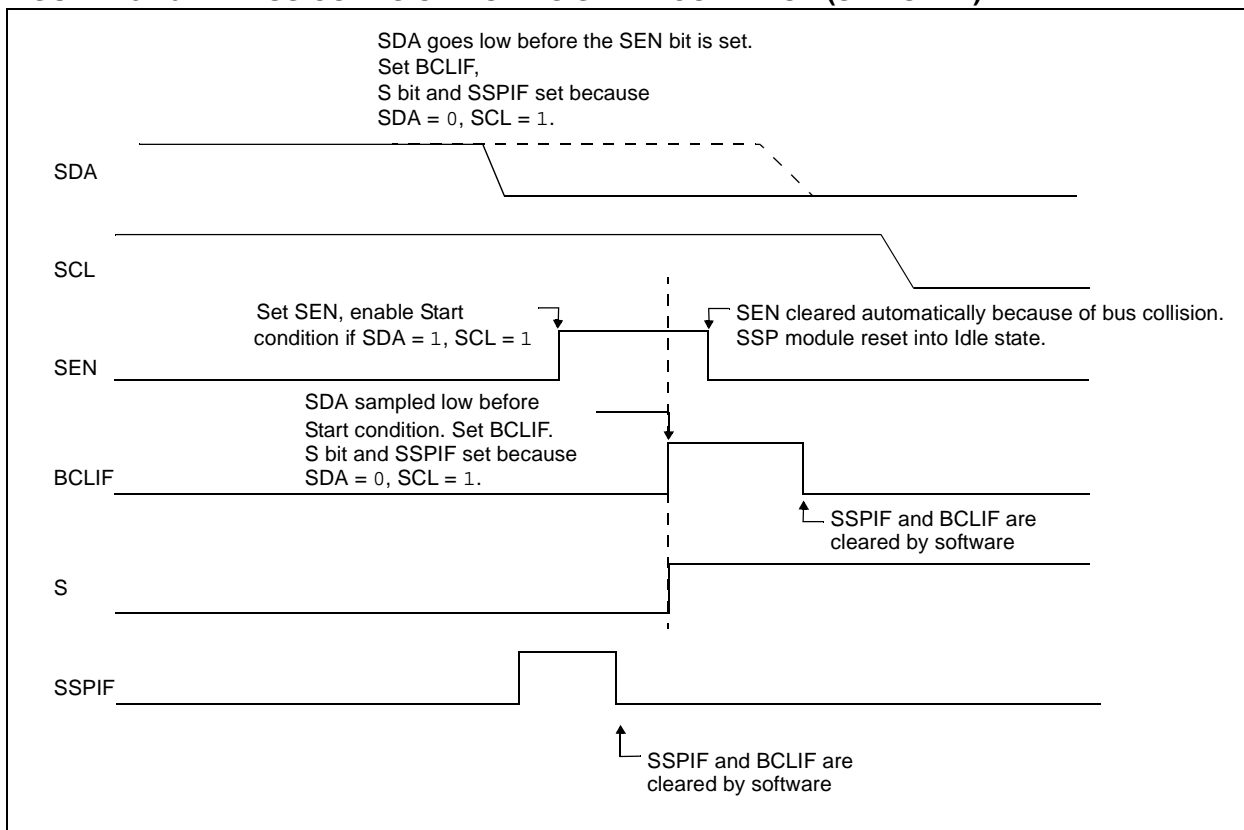 SDA goes low before the SEN bit is set.
Set BCLIF,
S bit and SSPIF set because
SDA = 0, SCL = 1.
SDA
SCL
Set SEN, enable Start
condition if SDA = 1, SCL = 1
SEN cleared automatically because of bus collision.
SSP module reset into Idle state.
SEN
SDA sampled low before
Start condition. Set BCLIF.
S bit and SSPIF set because
SDA = 0, SCL = 1.
BCLIF
SSPIF and BCLIF are
cleared by software
S
SSPIF
SSPIF and BCLIF are
cleared by software